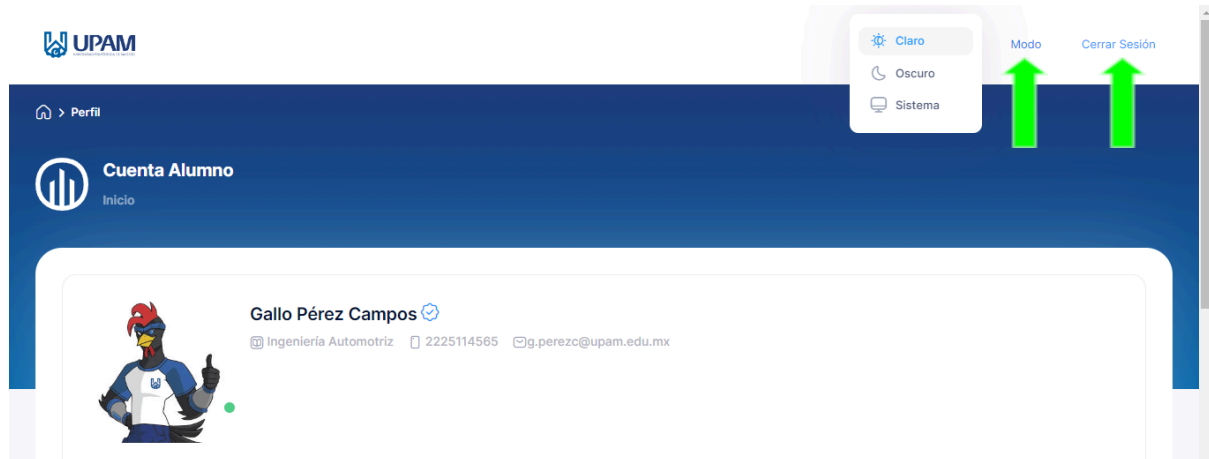 UPAM
Claro
Oscuro
Sistema
Modo
Cerrar Sesión
> Perfil
Cuenta Alumno
Inicio
Gallo Pérez Campos
Ingeniería Automotriz 2225114565 g.perezc@upam.edu.mx